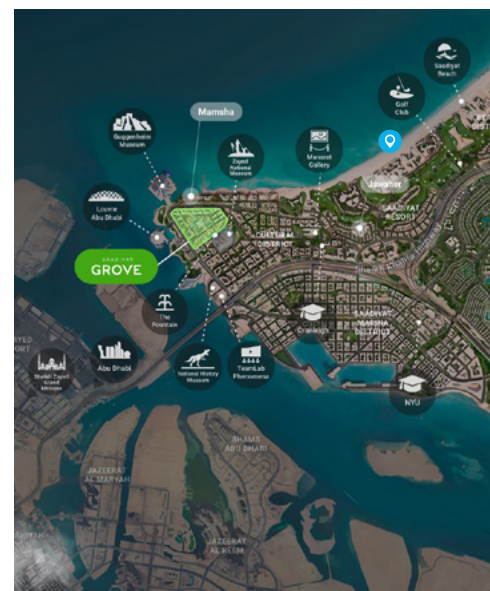 Saadiyat
Beach
Golf
Club
Mamsha
Guggenheim
Museum
Zayed
National
Museum
Manarat
Gallery
Jawaher
SAADIYAT
RESORT
Louvre
Abu Dhabi
CULTURAL
DISTRICT
SAADIYAT
GROVE
The
Fountain
Cranleigh
SAADIYAT
MARINA
DISTRICT
Abu Dhabi
Sheikh Zayed
Grand
Mosque
National History
Museum
TeamLab
Phenomena
NYU
SHAMS
ABU DHABI
JAZEERAT
AL MARYAH
JAZEERAT
AL REEM